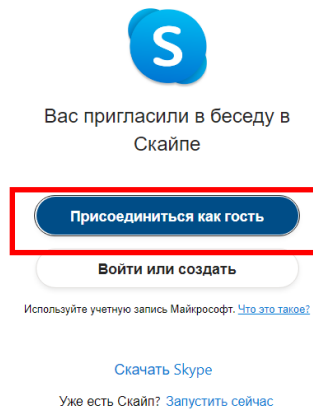 S
Вас пригласили в беседу в
Скайпе
Присоединиться как гость
Войти или создать
Используйте учетную запись Майкрософт. Что это такое?
Скачать Skype
Уже есть Скайп? Запустить сейчас